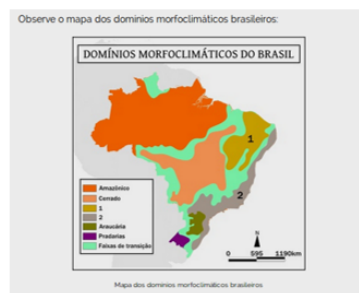 Observe o mapa dos domínios morfoclimáticos brasileiros:
DOMÍNIOS MORFOCLIMÁTICOS DO BRASIL
1
2
Amazônico
Cerrado
1
2
Araucária
Pradarias
Faixas de transição
N
0 595 1190km
Mapa dos domínios morfoclimáticos brasileiros